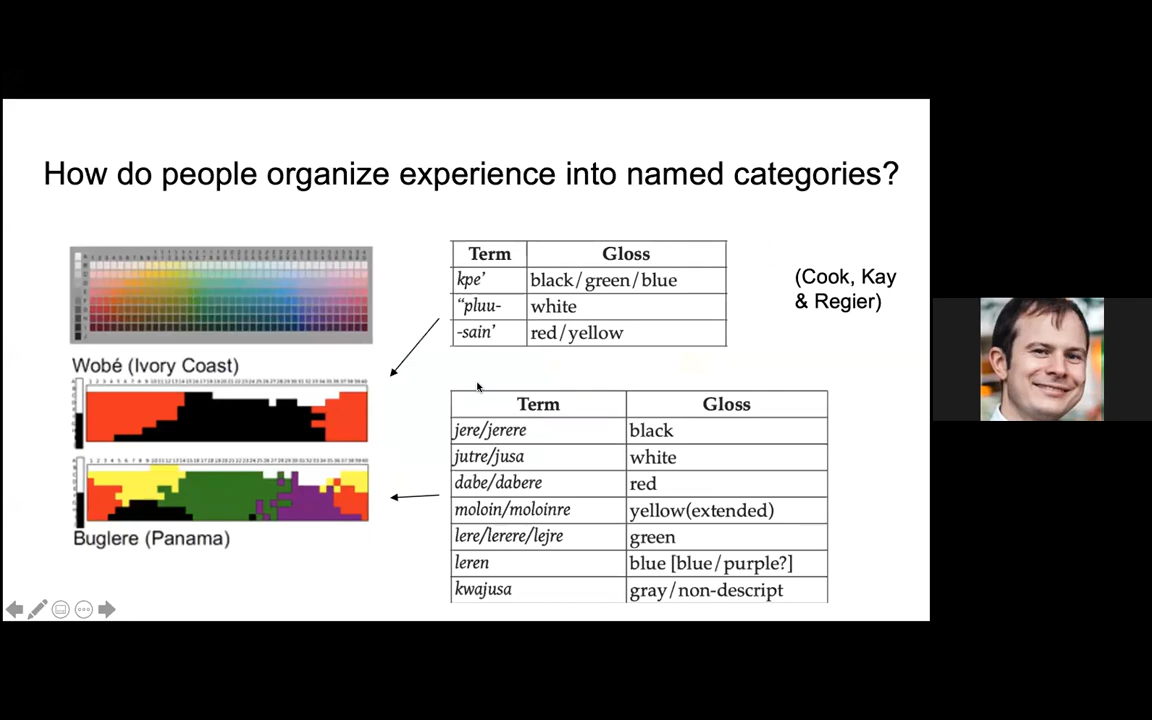 How do people organize experience into named categories?
Term Gloss
kpe’ black/green/blue
“pluu- white
-sain’ red/yellow
(Cook, Kay
& Regier)
Wobé (Ivory Coast)
Buglere (Panama)
Term Gloss
jere/jerere black
jutre/jusa white
dabe/dabere red
moloin/moloinre yellow(extended)
lere/lerere/lejre green
leren blue [blue/purple?]
kwajusa gray/non-descript